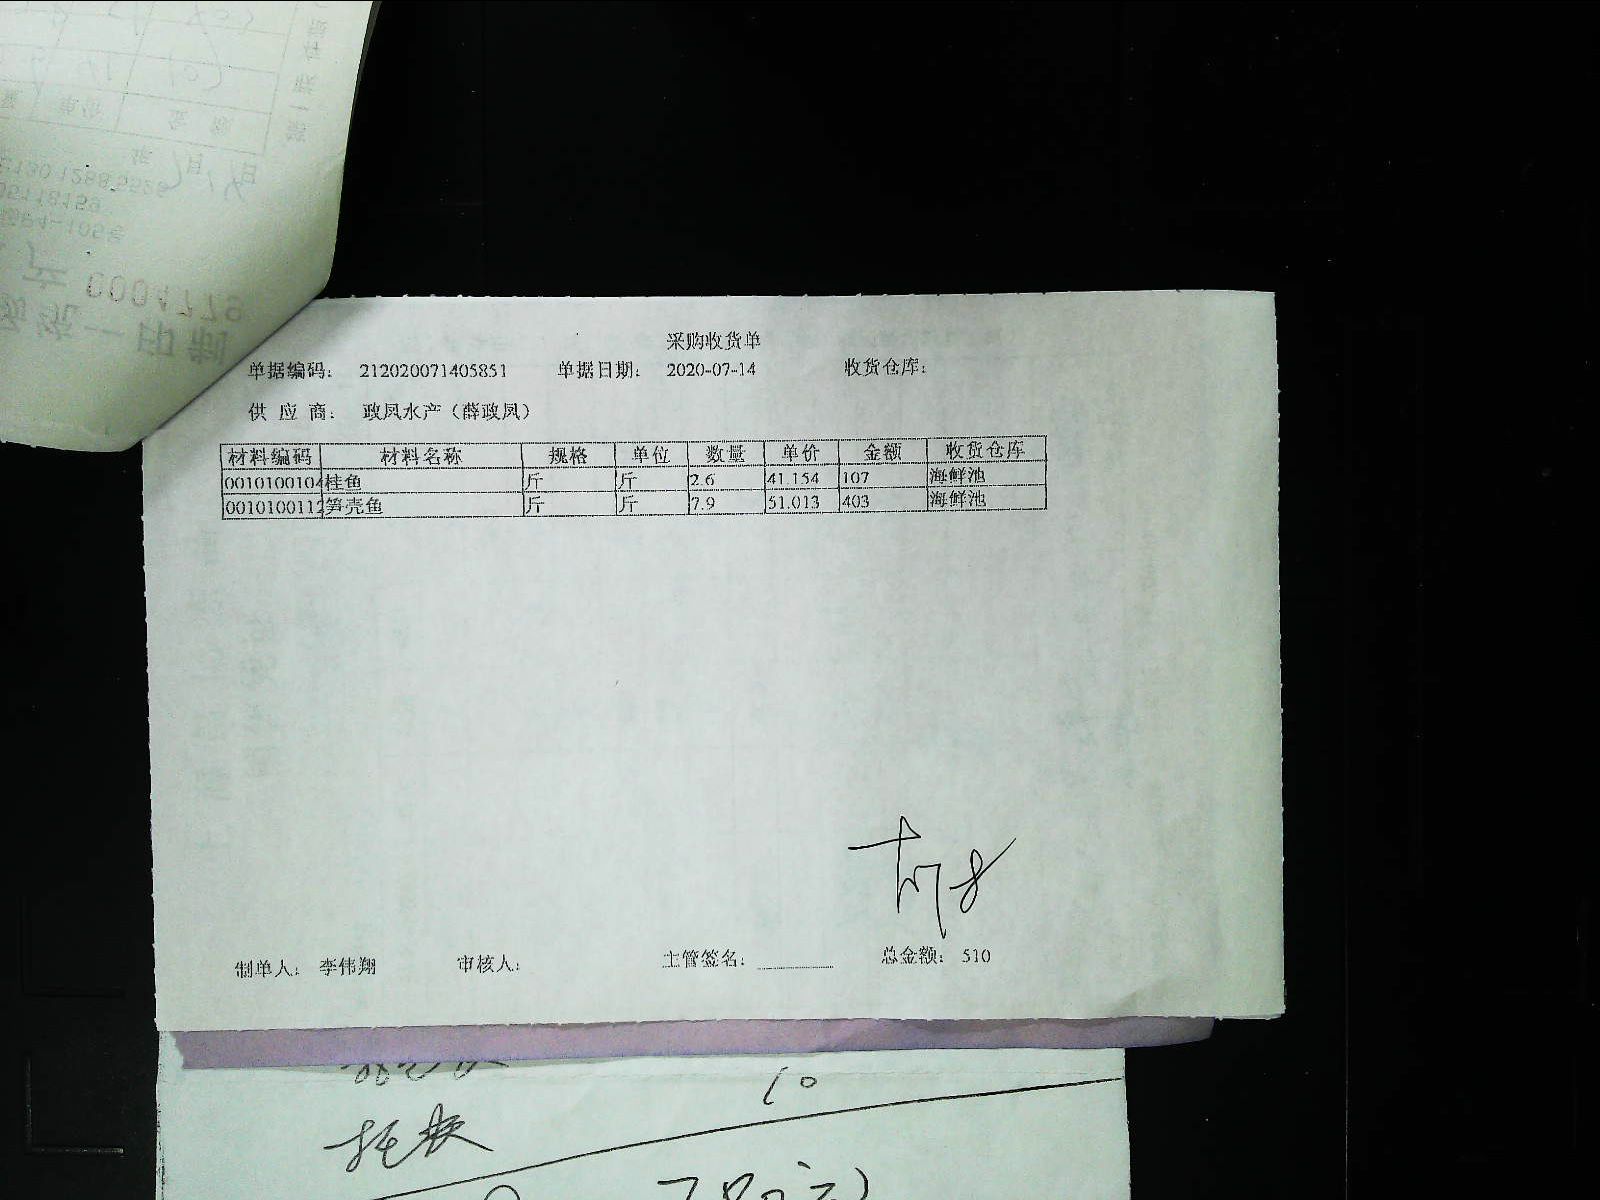 0004779
采购收货单
单据编码： 212020071405851 单据日期： 2020-07-14 收货仓库：
供 应 商： 政凤水产（薛政凤）
材料编码 材料名称 规格 单位 数量 单价 金额 收货仓库
0010100104 桂鱼 斤 斤 2.6 41.154 107 海鲜池
0010100112 笋壳鱼 斤 斤 7.9 51.013 403 海鲜池
制单人： 李伟翔 审核人： 主管签名： 总金额： 510
10